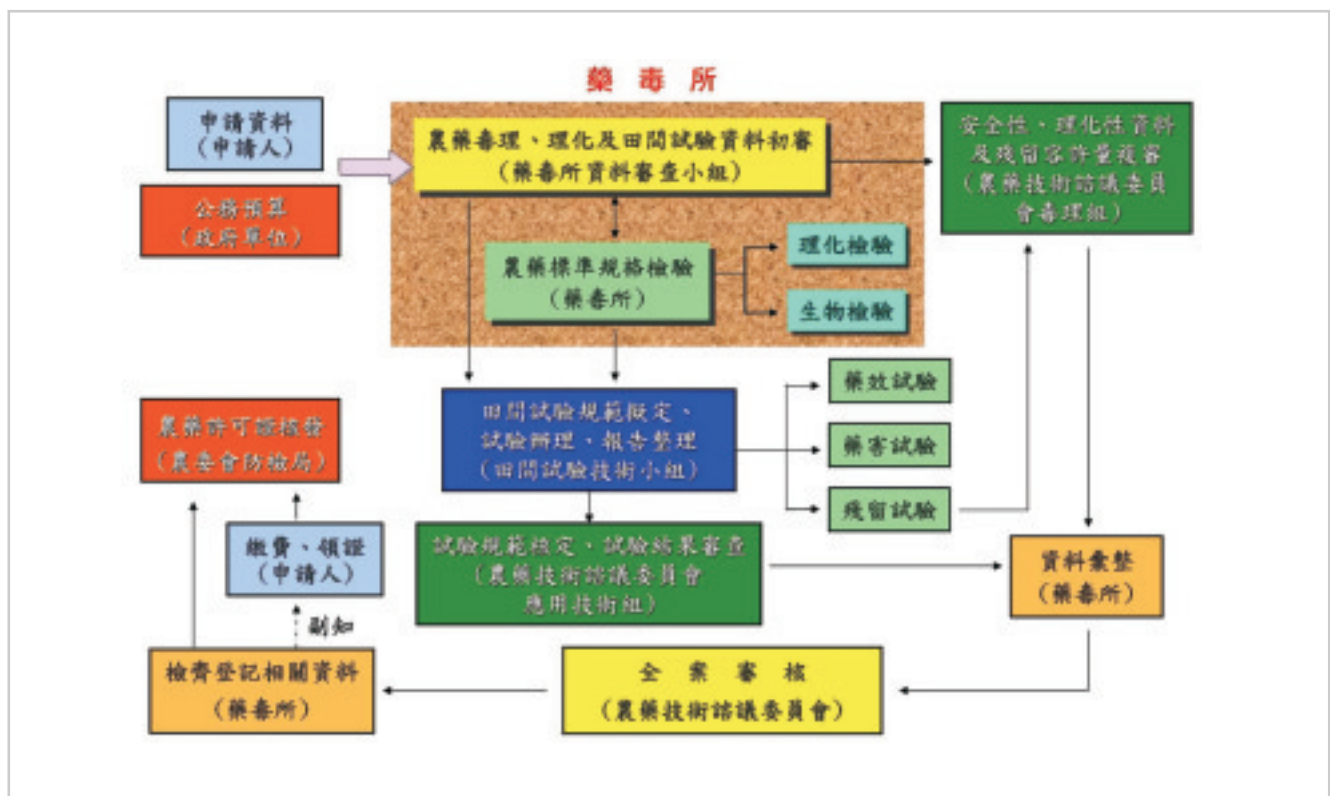 藥毒所
申請資料
(申請人)
公務預算
(政府單位)
農藥毒理、理化及田間試驗資料初審
(藥毒所資料審查小組)
安全性、理化性資料
及殘留容許量複審
(農藥技術諮議委員
會毒理組)
農藥標準規格檢驗
(藥毒所)
理化檢驗
生物檢驗
田間試驗規範擬定、
試驗辦理、報告整理
(田間試驗技術小組)
藥效試驗
藥害試驗
殘留試驗
農藥許可證核發
(農委會防檢局)
繳費、領證
(申請人)
試驗規範核定、試驗結果審查
(農藥技術諮議委員會
應用技術組)
資料彙整
(藥毒所)
副知
檢齊登記相關資料
(藥毒所)
全案審核
(農藥技術諮議委員會)